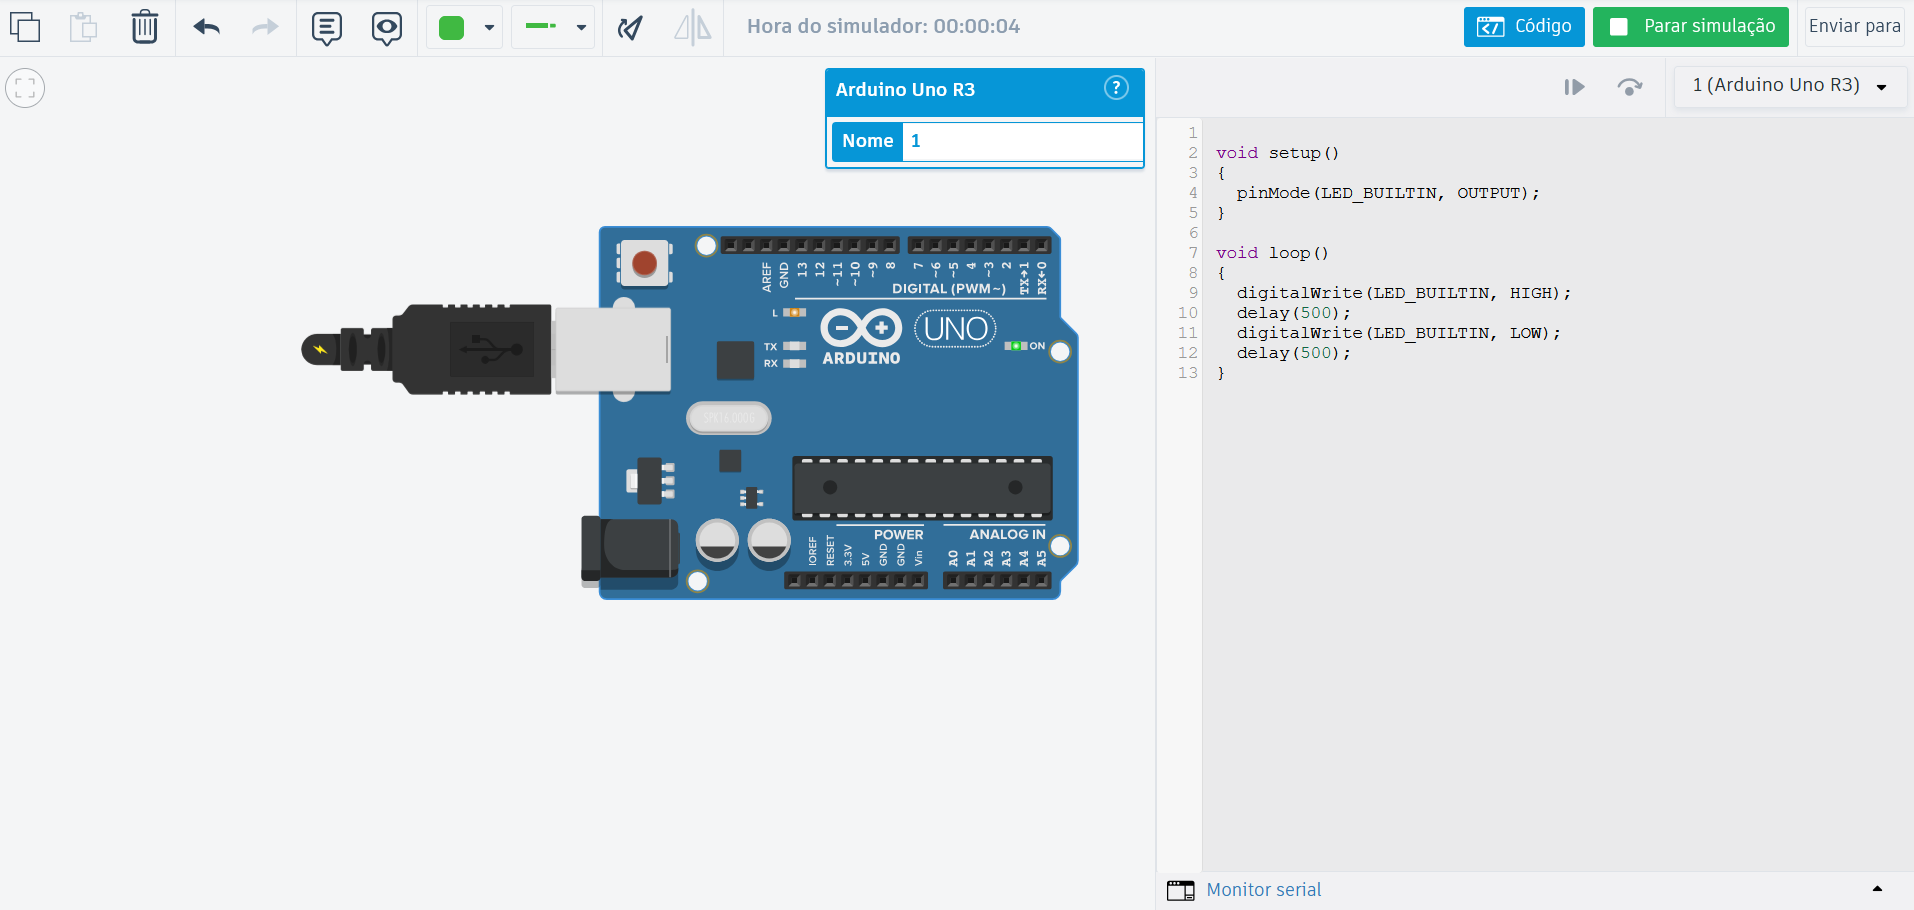 Hora do simulador: 00:00:04
Código
Parar simulação
Enviar para
Arduino Uno R3
?
Nome 1
1 (Arduino Uno R3)
AREF
GND
13
12
~11
~10
~9
8
7
~6
~5
4
~3
2
TX→1
RX←0
DIGITAL (PWM ~)
L
TX
RX
ARDUINO
UNO
ON
SPK16.000G
POWER
ANALOG IN
IOREF
RESET
3.3V
5V
GND
GND
Vin
A0
A1
A2
A3
A4
A5
1
2 void setup()
3 {
4 pinMode(LED_BUILTIN, OUTPUT);
5 }
6
7 void loop()
8 {
9 digitalWrite(LED_BUILTIN, HIGH);
10 delay(500);
11 digitalWrite(LED_BUILTIN, LOW);
12 delay(500);
13 }
Monitor serial